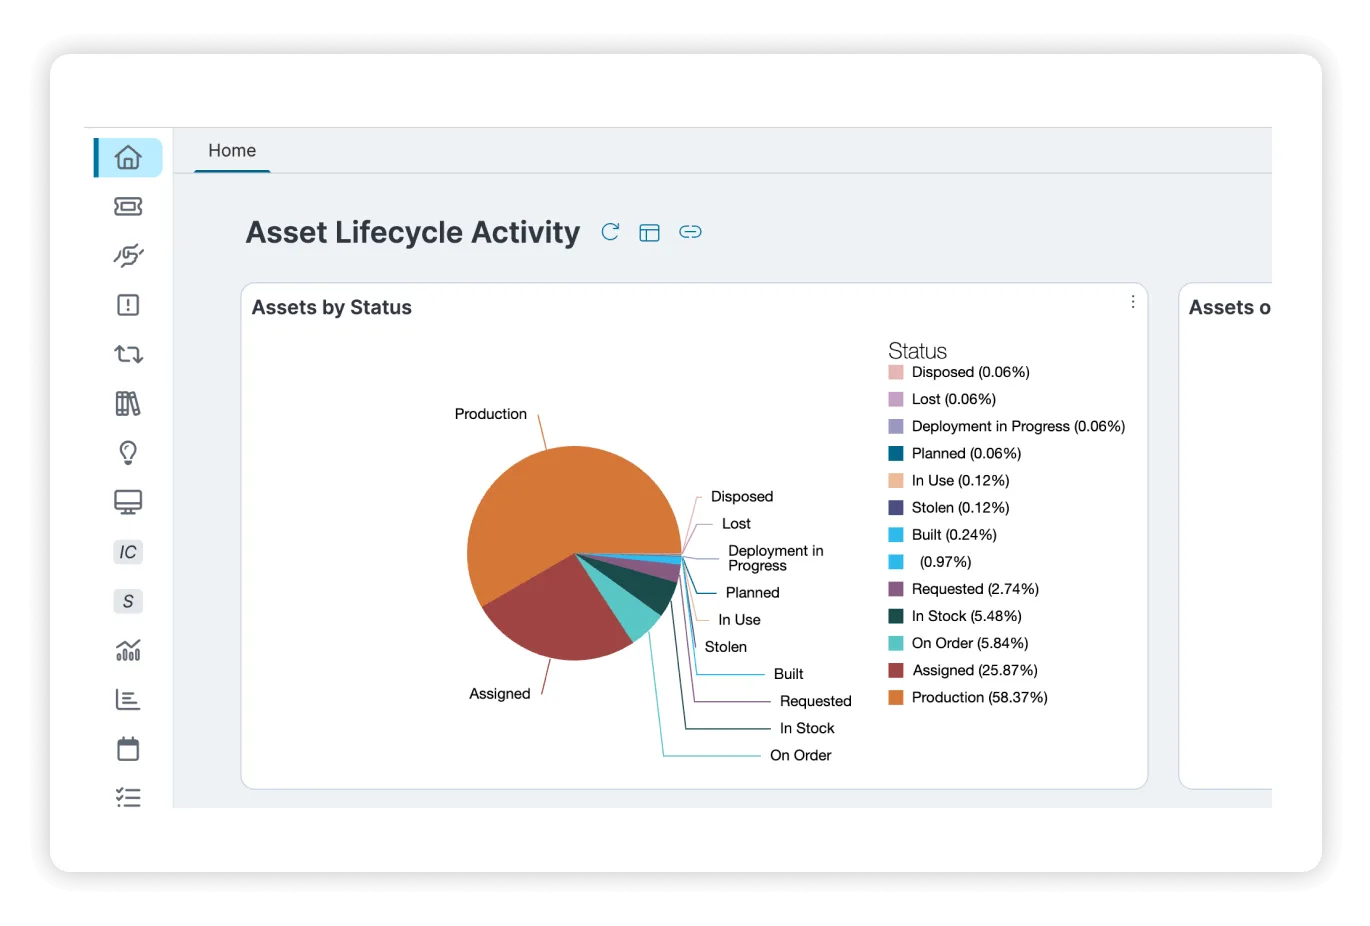 Home
Asset Lifecycle Activity
Assets by Status
Assets o
IC
S
Production
Disposed
Lost
Deployment in
Progress
Planned
In Use
Stolen
Built
Requested
In Stock
On Order
Assigned
Status
Disposed (0.06%)
Lost (0.06%)
Deployment in Progress (0.06%)
Planned (0.06%)
In Use (0.12%)
Stolen (0.12%)
Built (0.24%)
(0.97%)
Requested (2.74%)
In Stock (5.48%)
On Order (5.84%)
Assigned (25.87%)
Production (58.37%)